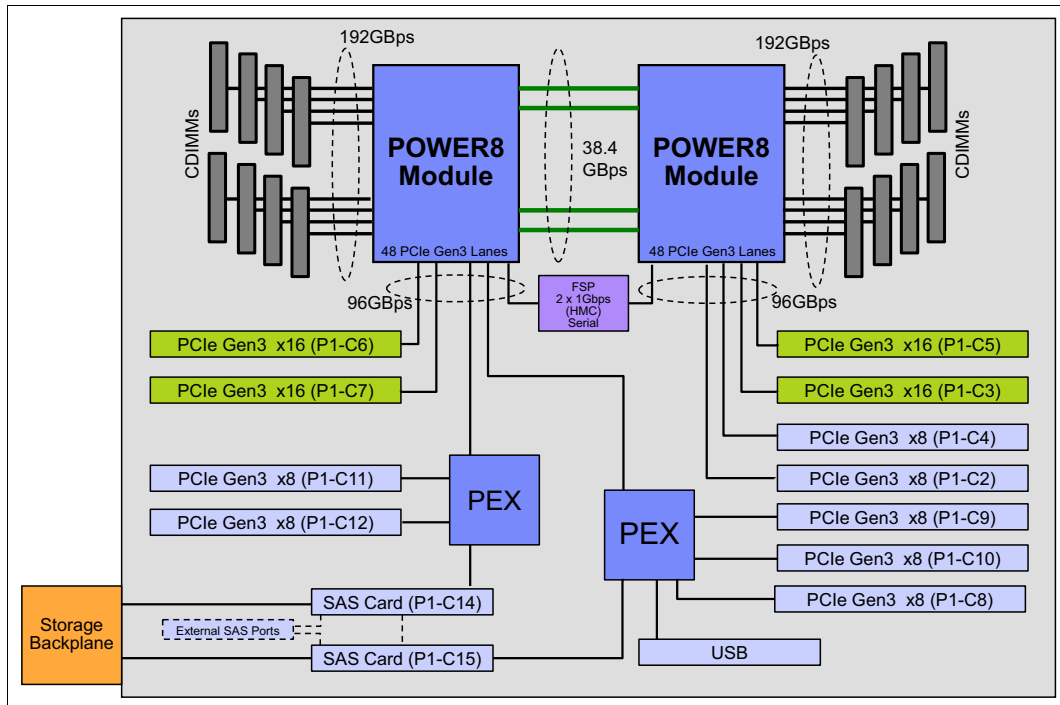 192GBps
192GBps
CDIMMs
POWER8
Module
48 PCIe Gen3 Lanes
38.4
GBps
POWER8
Module
48 PCIe Gen3 Lanes
CDIMMs
96GBps
FSP
2 x 1Gbps
(HMC)
Serial
96GBps
PCIe Gen3 x16 (P1-C6)
PCIe Gen3 x16 (P1-C5)
PCIe Gen3 x16 (P1-C7)
PCIe Gen3 x16 (P1-C3)
PCIe Gen3 x8 (P1-C4)
PCIe Gen3 x8 (P1-C11)
PCIe Gen3 x8 (P1-C2)
PEX
PCIe Gen3 x8 (P1-C12)
PCIe Gen3 x8 (P1-C9)
PEX
PCIe Gen3 x8 (P1-C10)
PCIe Gen3 x8 (P1-C8)
SAS Card (P1-C14)
Storage
Backplane
External SAS Ports
SAS Card (P1-C15)
USB